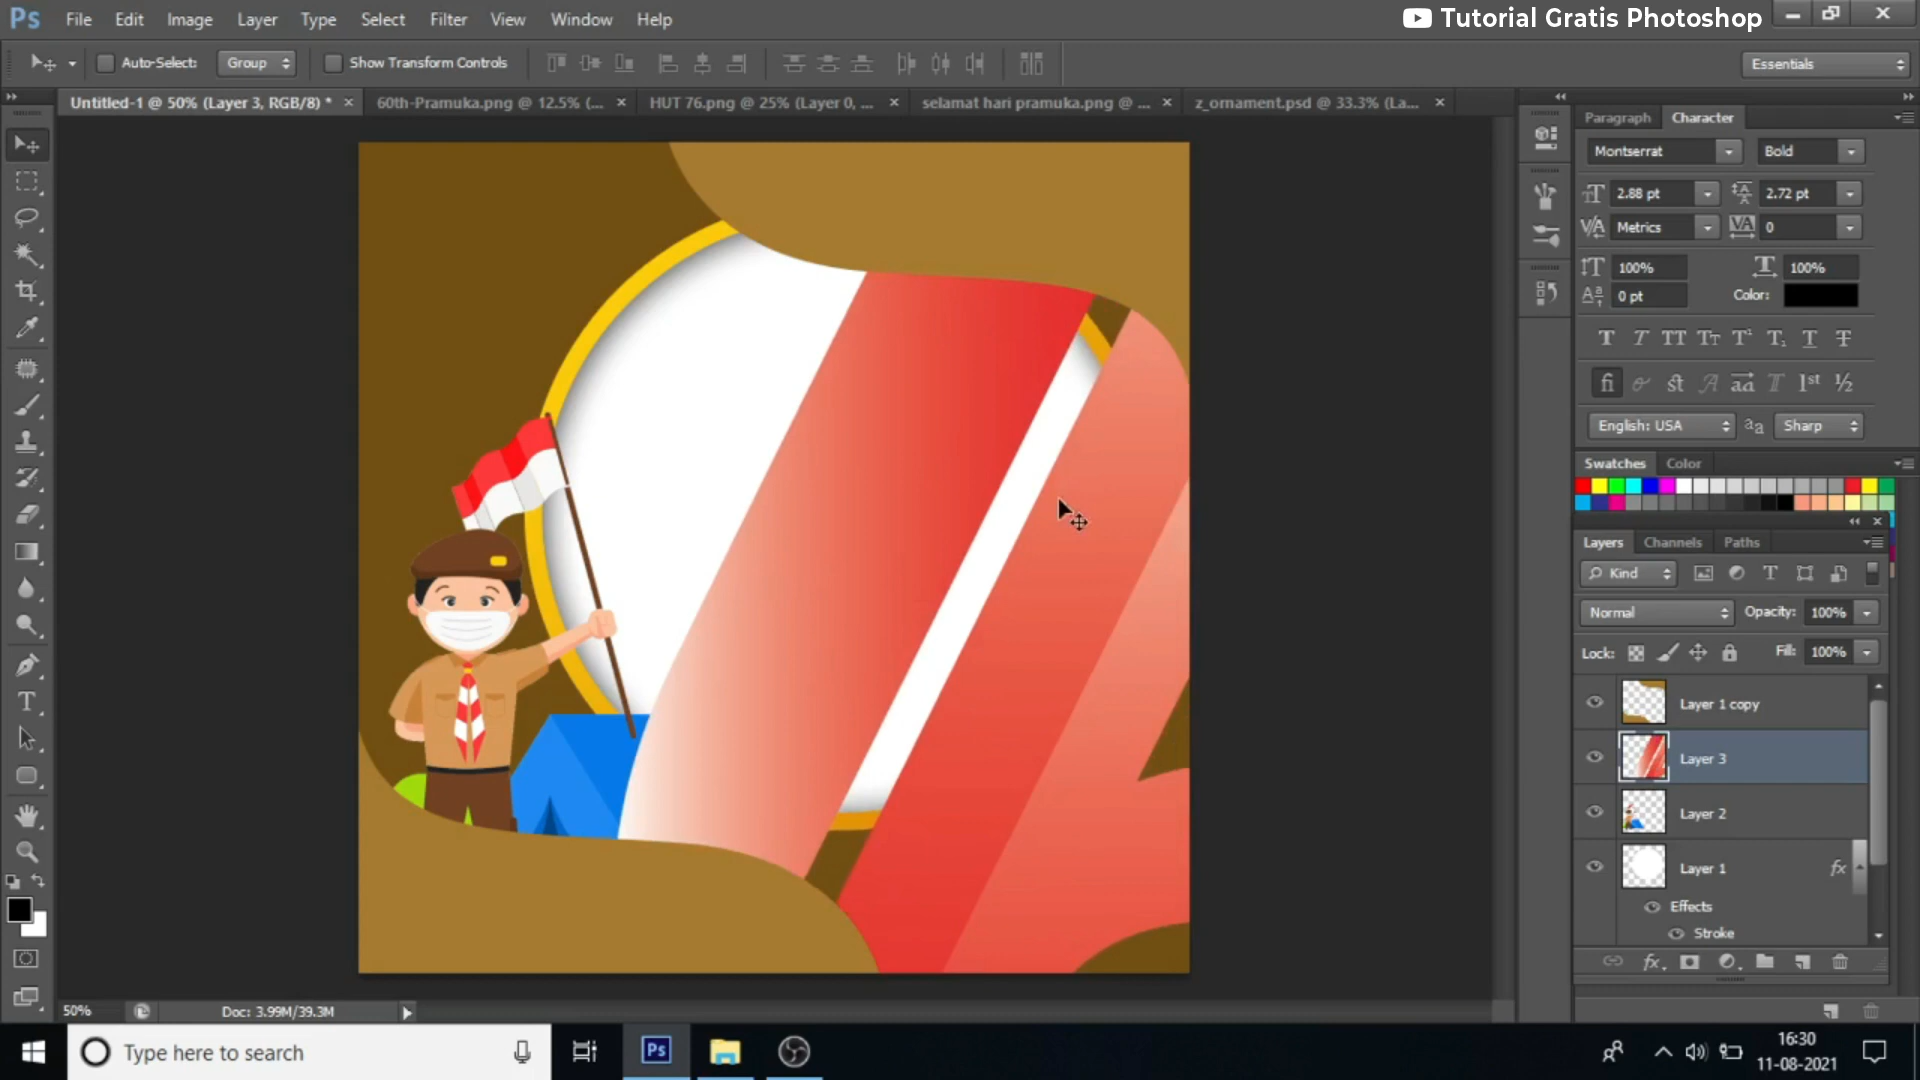 Ps File Edit Image Layer Type Select Filter View Window Help
Tutorial Gratis Photoshop
Auto-Select: Group Show Transform Controls
Essentials
Untitled-1 @ 50% (Layer 3, RGB/8) * × 60th-Pramuka.png @ 12.5% (... × HUT 76.png @ 25% (Layer 0, ... × selamat hari pramuka.png @ ... × z_ornament.psd @ 33.3% (La... ×
Paragraph Character
Montserrat Bold
2.88 pt 2.72 pt
Metrics 0
100% 100%
0 pt Color:
English: USA Sharp
Swatches Color
Layers Channels Paths
Kind
Normal Opacity: 100%
Lock: Fill: 100%
Layer 1 copy
Layer 3
Layer 2
Layer 1 fx
Effects
Stroke
50% Doc: 3.99M/39.3M
Type here to search
Ps
16:30
11-08-2021